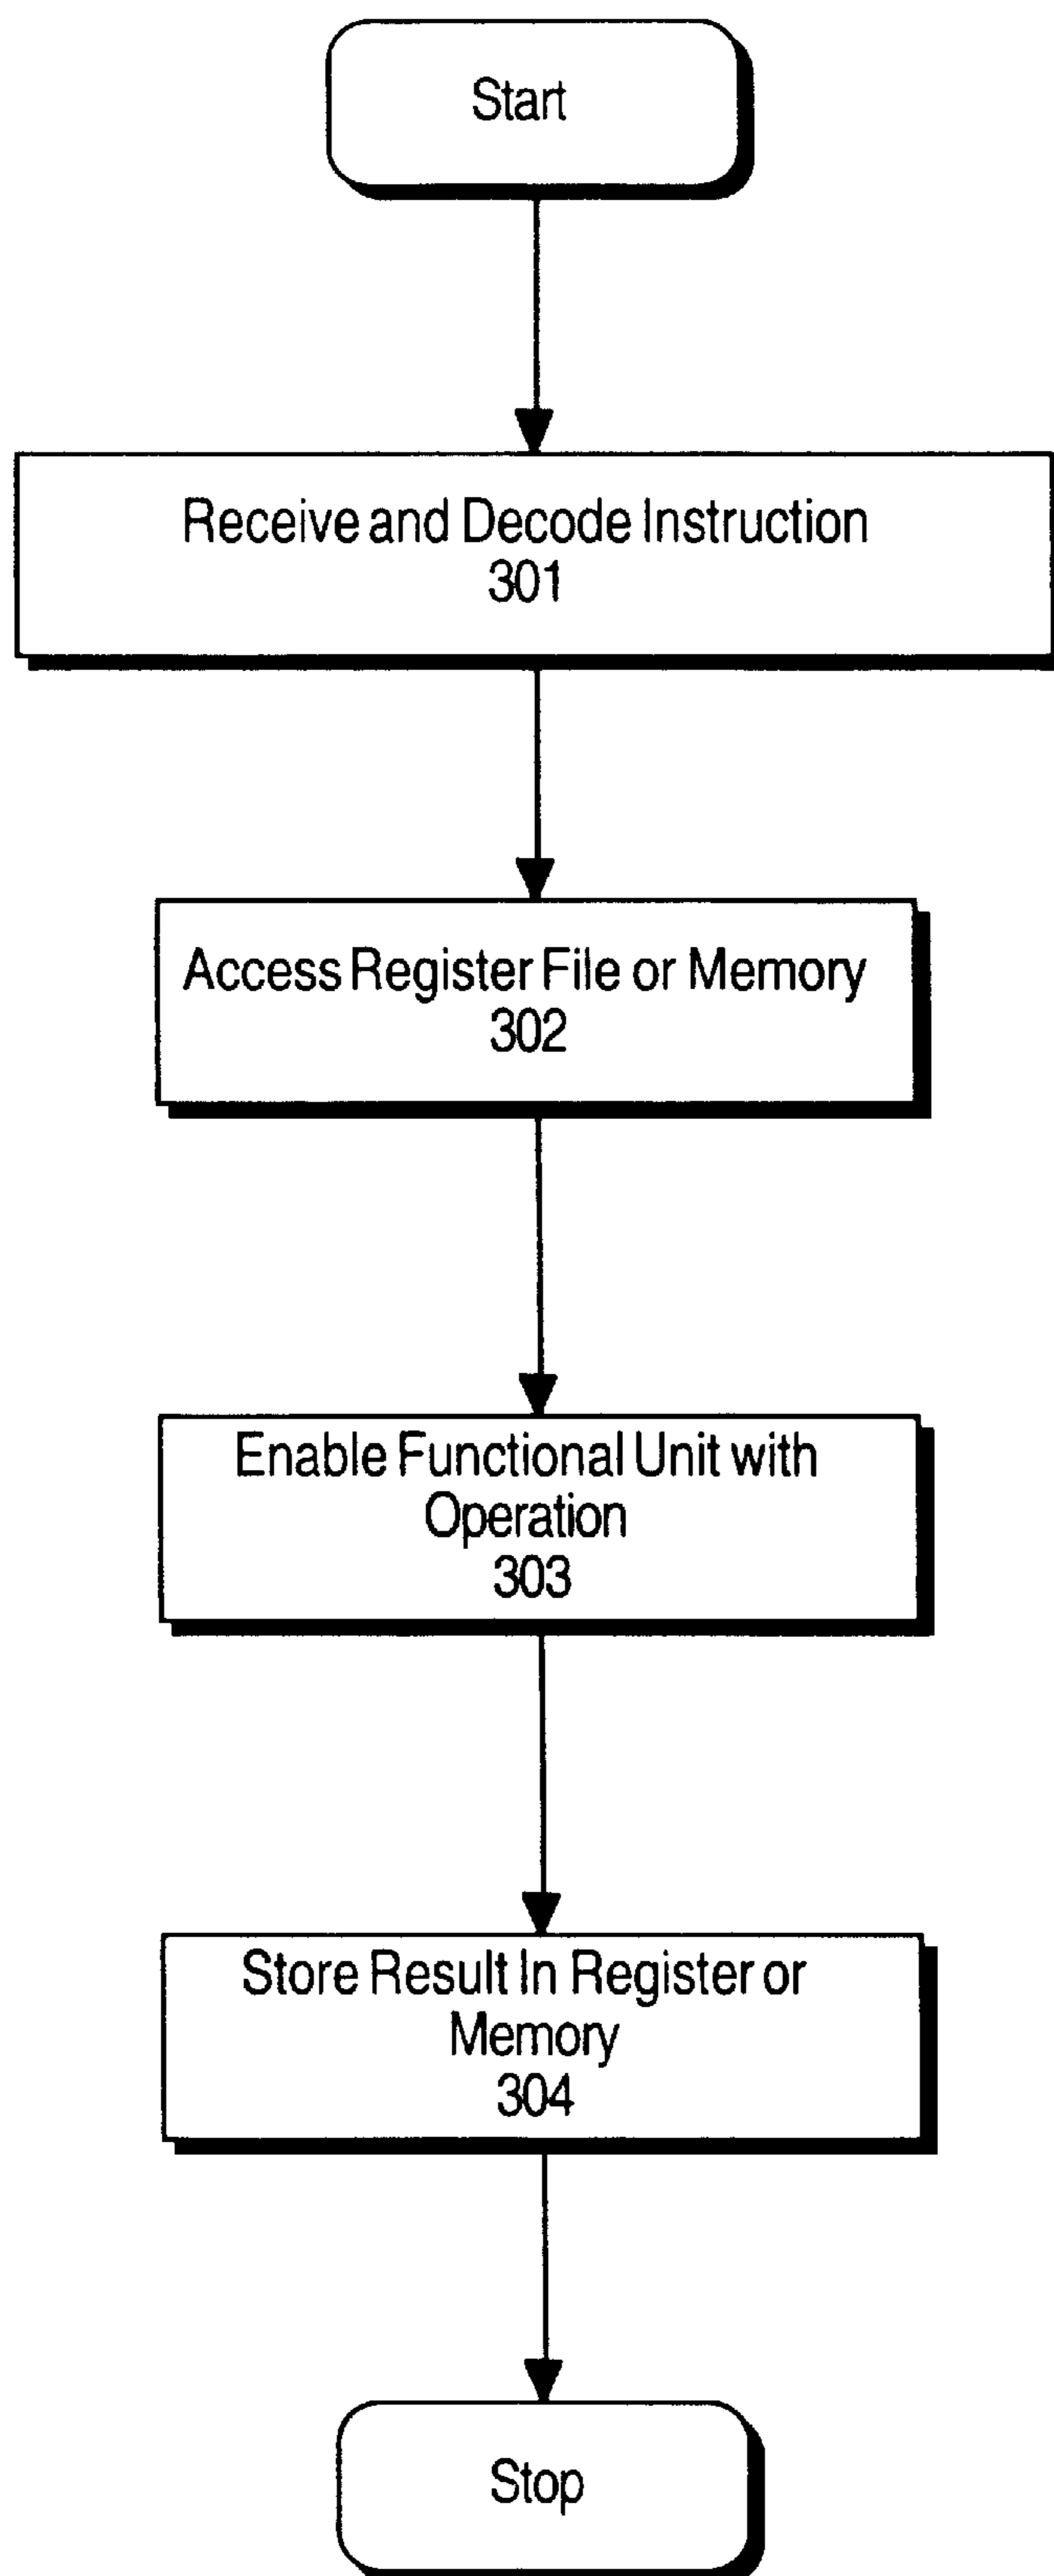 Start
Receive and Decode Instruction
301
Access Register File or Memory
302
Enable Functional Unit with
Operation
303
Store Result In Register or
Memory
304
Stop